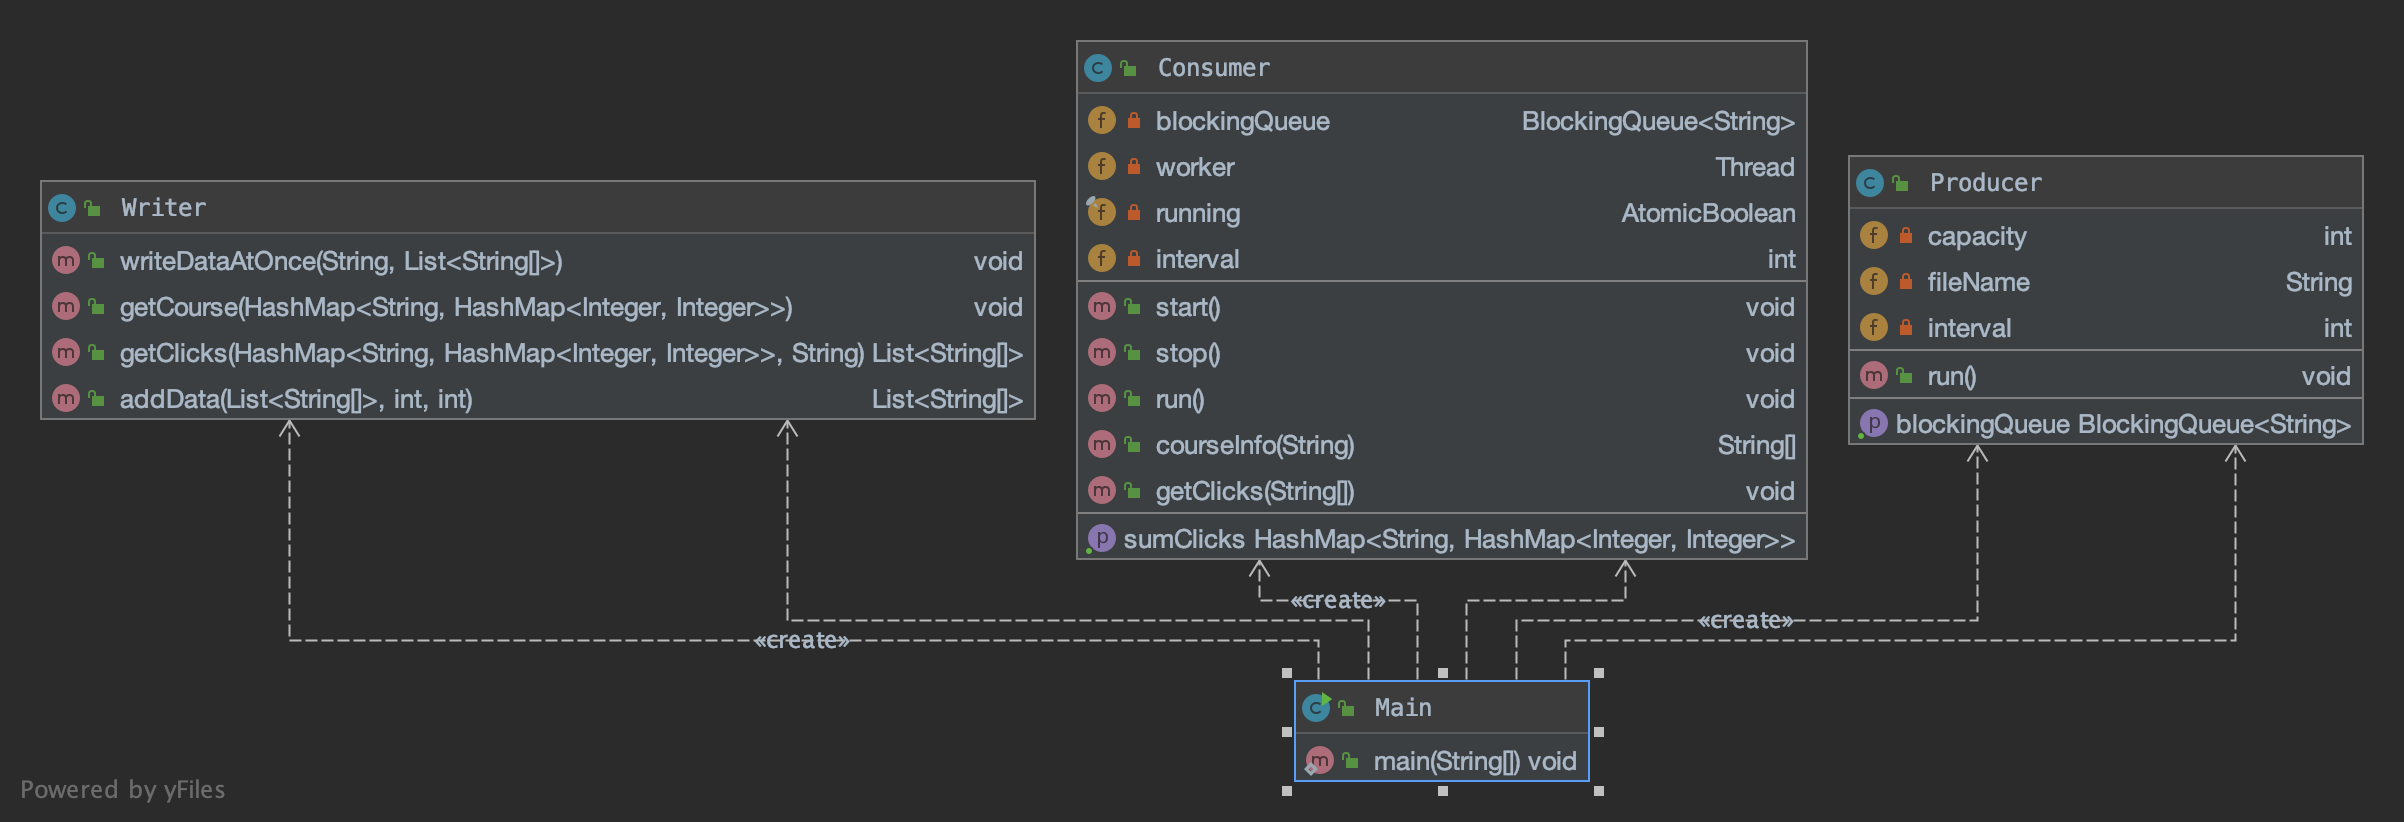 Writer
writeDataAtOnce(String, List<String[]>) void
getCourse(HashMap<String, HashMap<Integer, Integer>>) void
getClicks(HashMap<String, HashMap<Integer, Integer>>, String) List<String[]>
addData(List<String[]>, int, int) List<String[]>
Consumer
blockingQueue BlockingQueue<String>
worker Thread
running AtomicBoolean
interval int
start() void
stop() void
run() void
courseInfo(String) String[]
getClicks(String[]) void
sumClicks HashMap<String, HashMap<Integer, Integer>>
Producer
capacity int
fileName String
interval int
run() void
blockingQueue BlockingQueue<String>
«create»
«create»
«create»
Main
main(String[]) void
Powered by yFiles